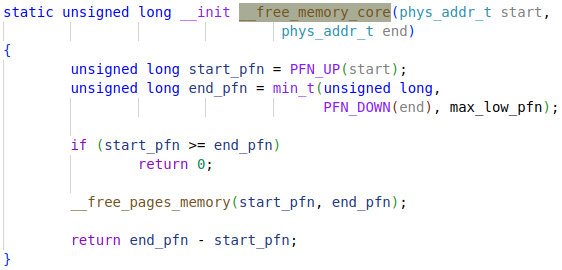 static unsigned long __init __free_memory_core(phys_addr_t start,
phys_addr_t end)
{
unsigned long start_pfn = PFN_UP(start);
unsigned long end_pfn = min_t(unsigned long,
PFN_DOWN(end), max_low_pfn);
if (start_pfn >= end_pfn)
return 0;
__free_pages_memory(start_pfn, end_pfn);
return end_pfn - start_pfn;
}